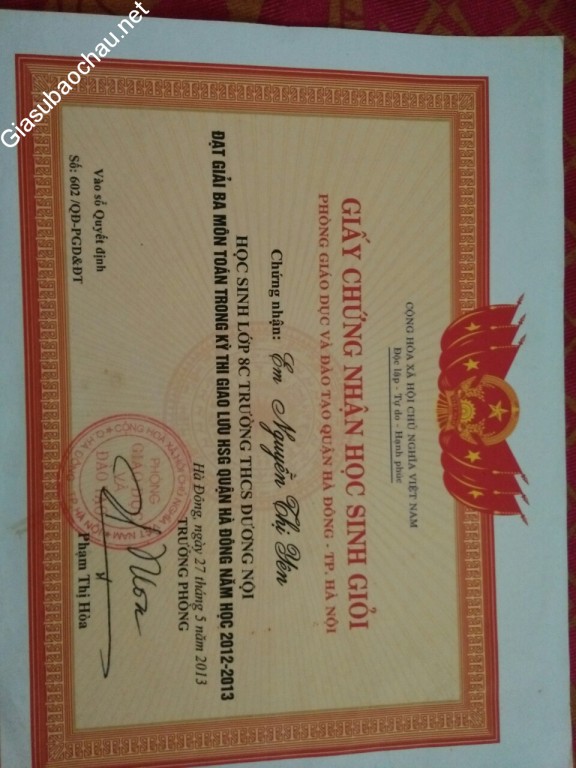 Giasubaochau.net
CỘNG HÒA XÃ HỘI CHỦ NGHĨA VIỆT NAM
Độc lập - Tự do - Hạnh phúc
GIẤY CHỨNG NHẬN HỌC SINH GIỎI
PHÒNG GIÁO DỤC VÀ ĐÀO TẠO QUẬN HÀ ĐÔNG - TP. HÀ NỘI
Chứng nhận: Em Nguyễn Thị Yên
HỌC SINH LỚP 8C TRƯỜNG THCS DƯƠNG NỘI
ĐẠT GIẢI BA MÔN TOÁN TRONG KỲ THI GIAO LƯU HSG QUẬN HÀ ĐÔNG NĂM HỌC 2012-2013
Hà Đông, ngày 27 tháng 5 năm 2013
TRƯỞNG PHÒNG
PHÒNG
VÀ
Phạm Thị Hòa
Vào sổ Quyết định
Số: 602 /QĐ-PGD&ĐT